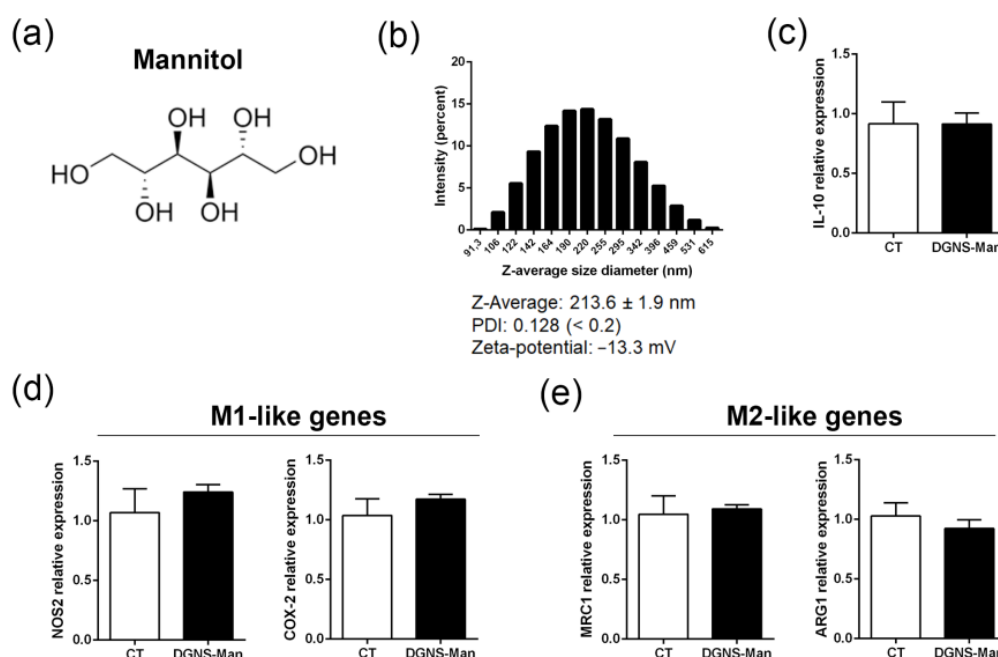 (a)
Mannitol
OH
OH
HO
OH
OH
OH
(b)
20
15
10
5
0
Intensity (percent)
91,3
106
122
142
164
190
220
255
295
342
396
459
531
615
Z-average size diameter (nm)
Z-Average: 213.6 ± 1.9 nm
PDI: 0.128 (< 0.2)
Zeta-potential: −13.3 mV
(c)
IL-10 relative expression
1.5
1.0
0.5
0.0
CT
DGNS-Man
(d)
M1-like genes
NOS2 relative expression
1.5
1.0
0.5
0.0
CT
DGNS-Man
COX-2 relative expression
1.5
1.0
0.5
0.0
CT
DGNS-Man
(e)
M2-like genes
MRC1 relative expression
1.5
1.0
0.5
0.0
CT
DGNS-Man
ARG1 relative expression
1.5
1.0
0.5
0.0
CT
DGNS-Man